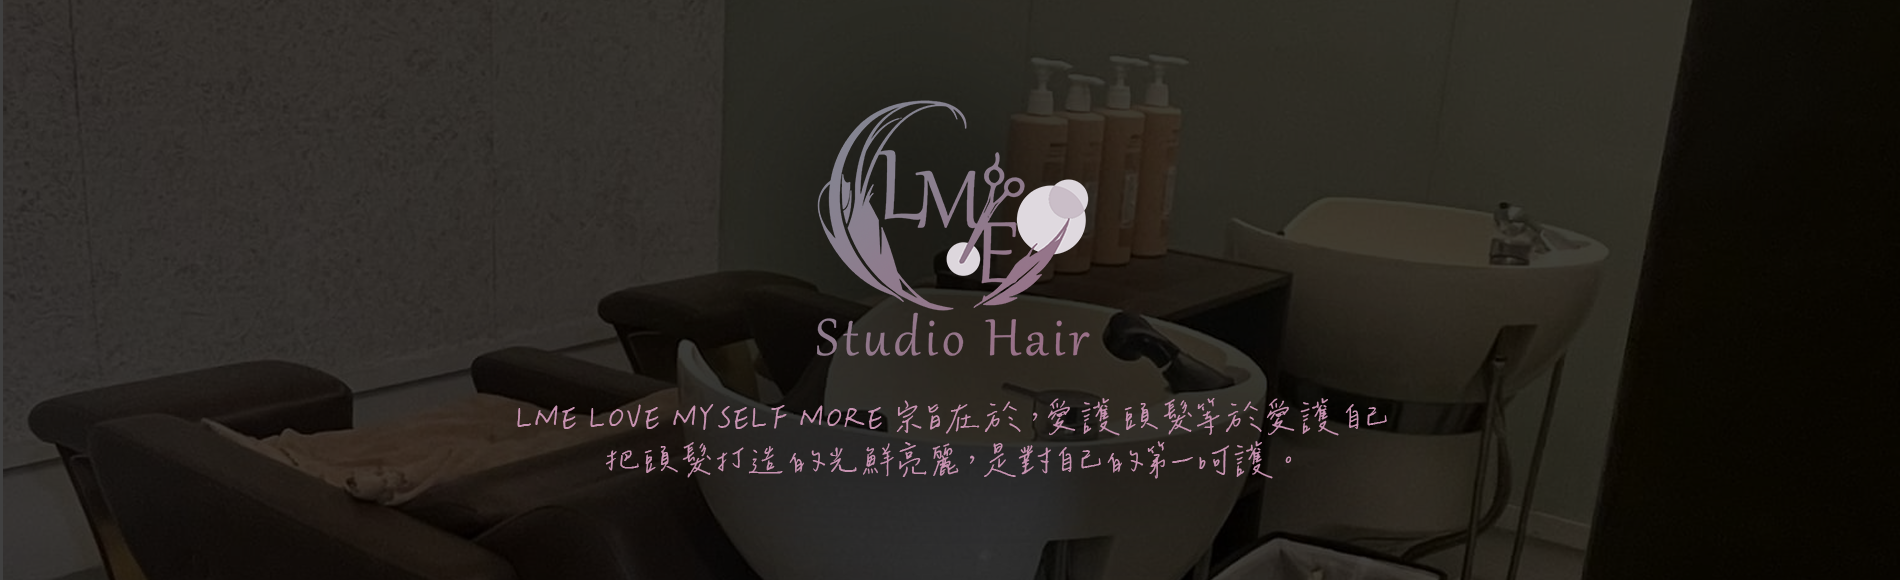 LME
Studio Hair
LME LOVE MYSELF MORE 宗旨在於，愛護頭髮等於愛護自己
把頭髮打造的光鮮亮麗，是對自己的第一呵護。